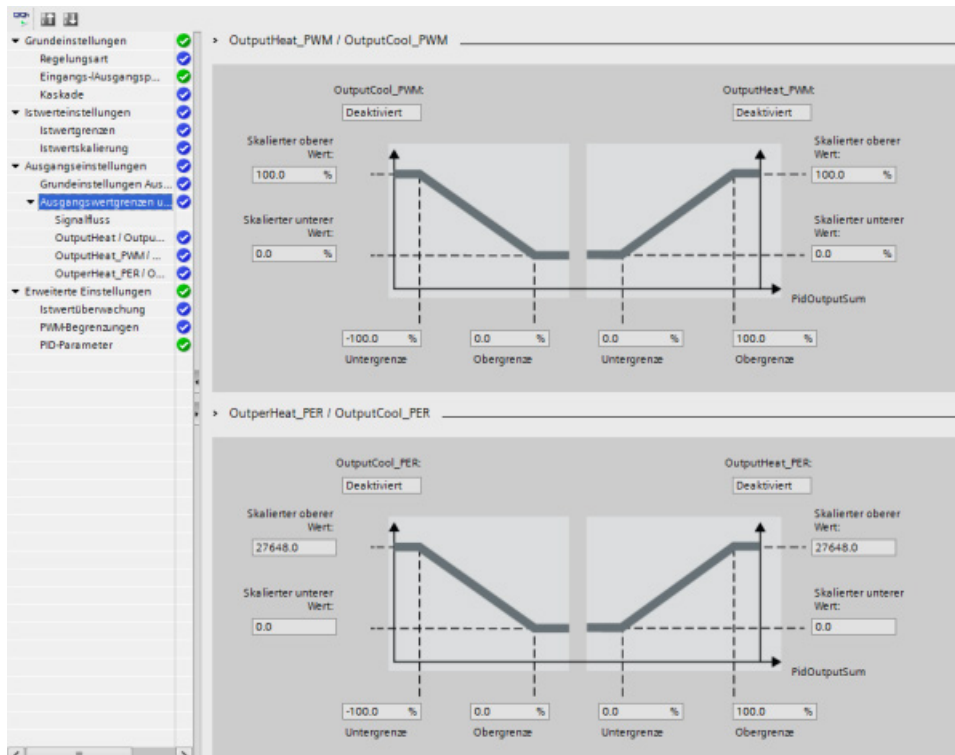 Grundeinstellungen
Regelungsart
Eingangs-/Ausgangsp...
Kaskade
Istwerteinstellungen
Istwertgrenzen
Istwertskalierung
Ausgangseinstellungen
Grundeinstellungen Aus...
Ausgangswertgrenzen u...
Signalfluss
OutputHeat / Outpu...
OutputHeat_PWM / ...
OutperHeat_PER / O...
Erweiterte Einstellungen
Istwertüberwachung
PWM-Begrenzungen
PID-Parameter
OutputHeat_PWM / OutputCool_PWM
OutputCool_PWM:
Deaktiviert
OutputHeat_PWM:
Deaktiviert
Skalierter oberer
Wert:
100.0 %
Skalierter oberer
Wert:
100.0 %
Skalierter unterer
Wert:
0.0 %
Skalierter unterer
Wert:
0.0 %
PidOutputSum
-100.0 % 0.0 % 0.0 % 100.0 %
Untergrenze Obergrenze Untergrenze Obergrenze
OutperHeat_PER / OutputCool_PER
OutputCool_PER:
Deaktiviert
OutputHeat_PER:
Deaktiviert
Skalierter oberer
Wert:
27648.0
Skalierter oberer
Wert:
27648.0
Skalierter unterer
Wert:
0.0
Skalierter unterer
Wert:
0.0
PidOutputSum
-100.0 % 0.0 % 0.0 % 100.0 %
Untergrenze Obergrenze Untergrenze Obergrenze